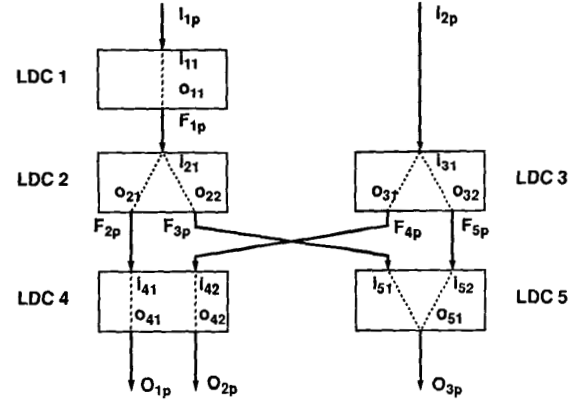 I1p I2p
LDC 1 i11
o11
F1p
LDC 2 i21 i31 LDC 3
o21 o22 o31 o32
F2p F3p F4p F5p
LDC 4 i41 i42 i51 i52 LDC 5
o41 o42 o51
O1p O2p O3p